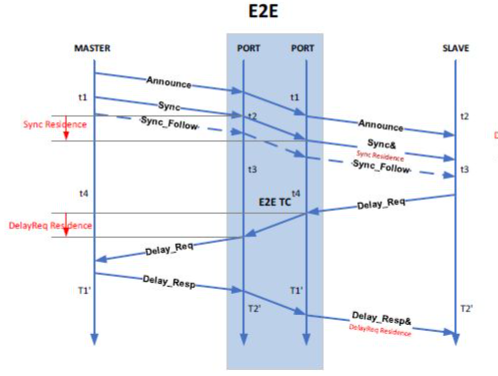 E2E
MASTER
PORT
PORT
SLAVE
Announce
t1
t1
Sync
t2
t2
Announce
Sync Residence
Sync_Follow
Sync&
Sync Residence
Sync_Follow
t3
t3
t4
t4
E2E TC
Delay_Req
DelayReq Residence
Delay_Req
Delay_Resp
T1'
T1'
T2'
T2'
Delay_Resp&
DelayReq Residence